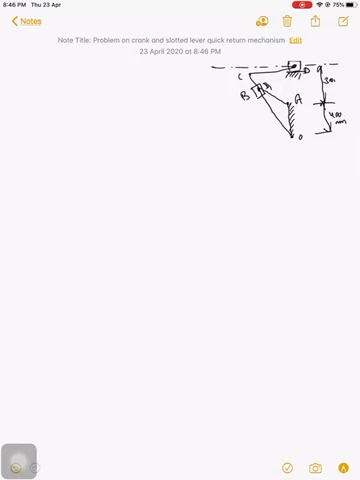 8:46 PM Thu 23 Apr
75%
Notes
Note Title: Problem on crank and slotted lever quick return mechanism Edit
23 April 2020 at 8:46 PM
C
D
B
A
400
mm
O